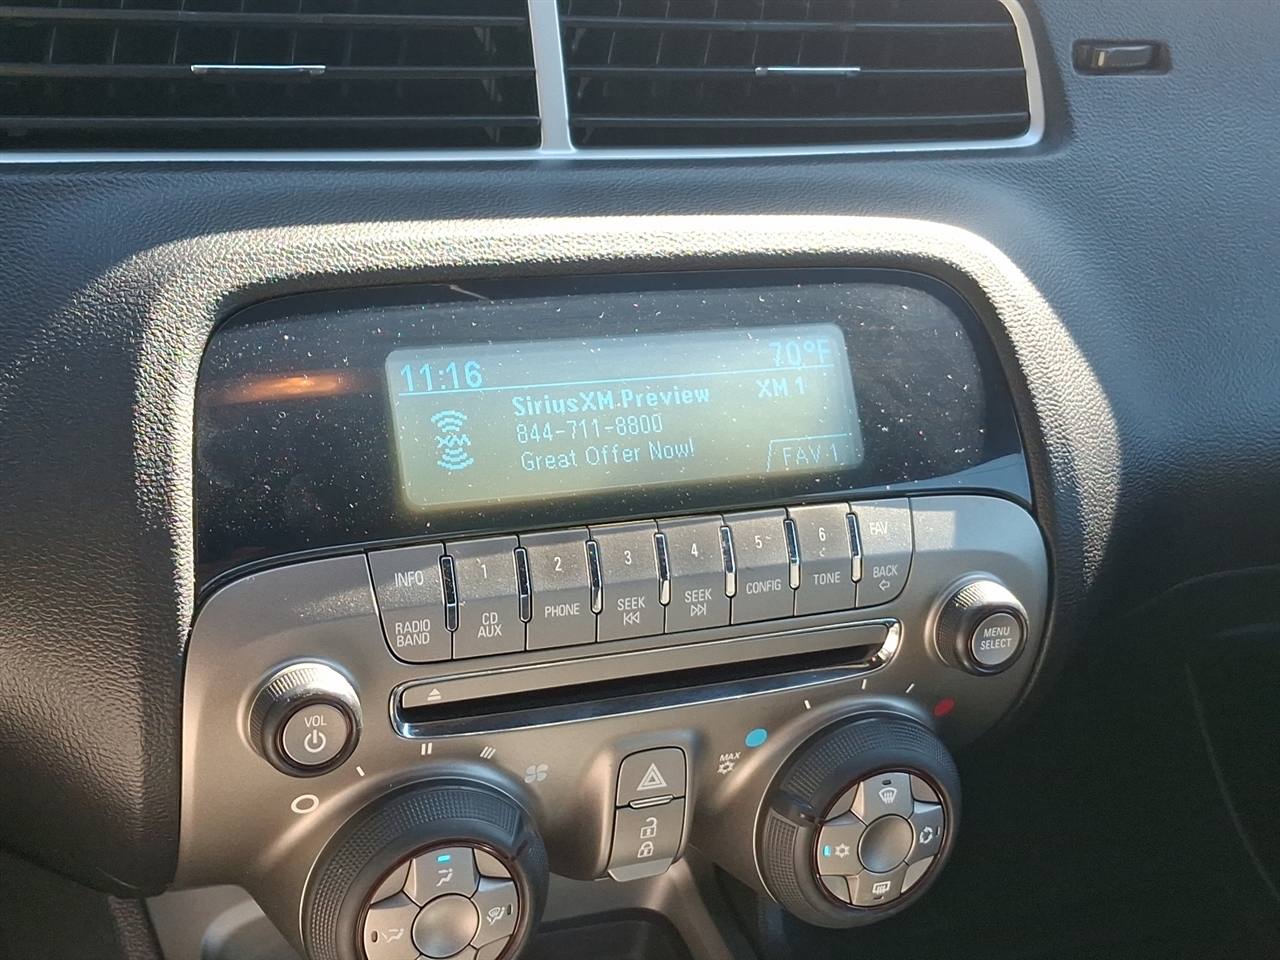 11:16 70°F
SiriusXM Preview XM 1
XM
844-711-8800
Great Offer Now!
FAV 1
INFO 1 2 3 4 5 6 FAV
RADIO BAND CD AUX PHONE SEEK SEEK CONFIG TONE BACK
MENU SELECT
VOL
MAX